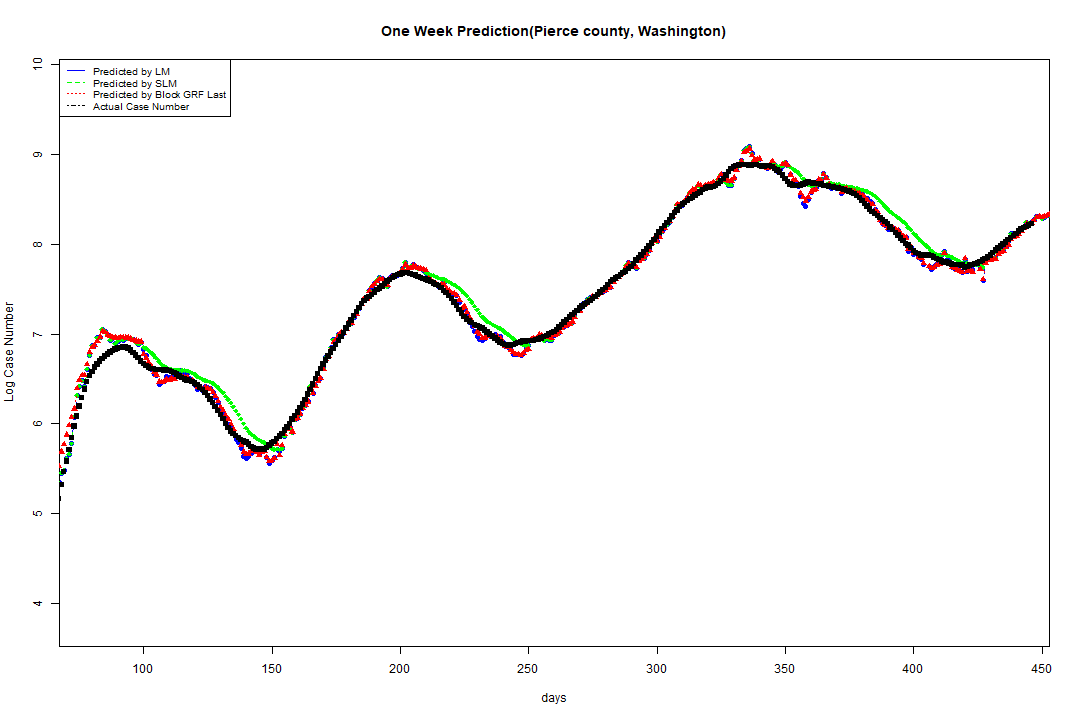 One Week Prediction(Pierce county, Washington)
Predicted by LM
Predicted by SLM
Predicted by Block GRF Last
Actual Case Number
10
9
8
7
6
5
4
Log Case Number
100 150 200 250 300 350 400 450
days